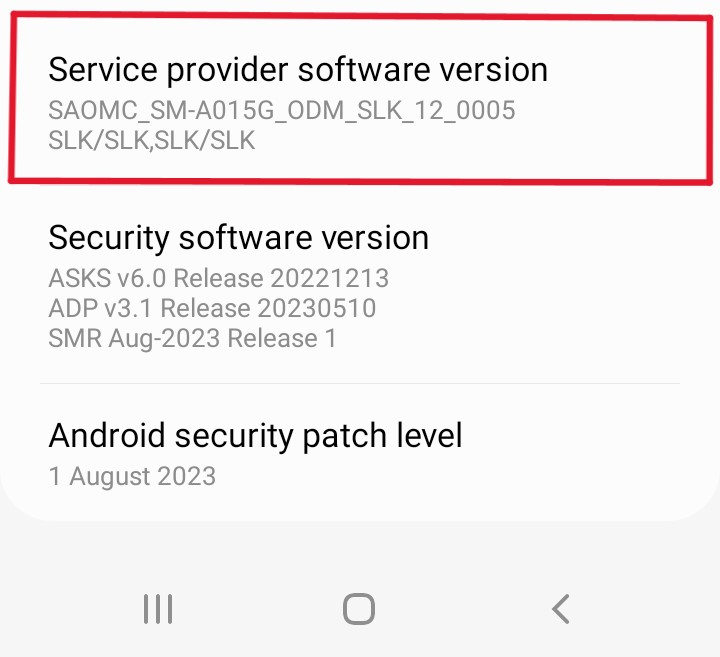 Service provider software version
SAOMC_SM-A015G_ODM_SLK_12_0005
SLK/SLK,SLK/SLK
Security software version
ASKS v6.0 Release 20221213
ADP v3.1 Release 20230510
SMR Aug-2023 Release 1
Android security patch level
1 August 2023